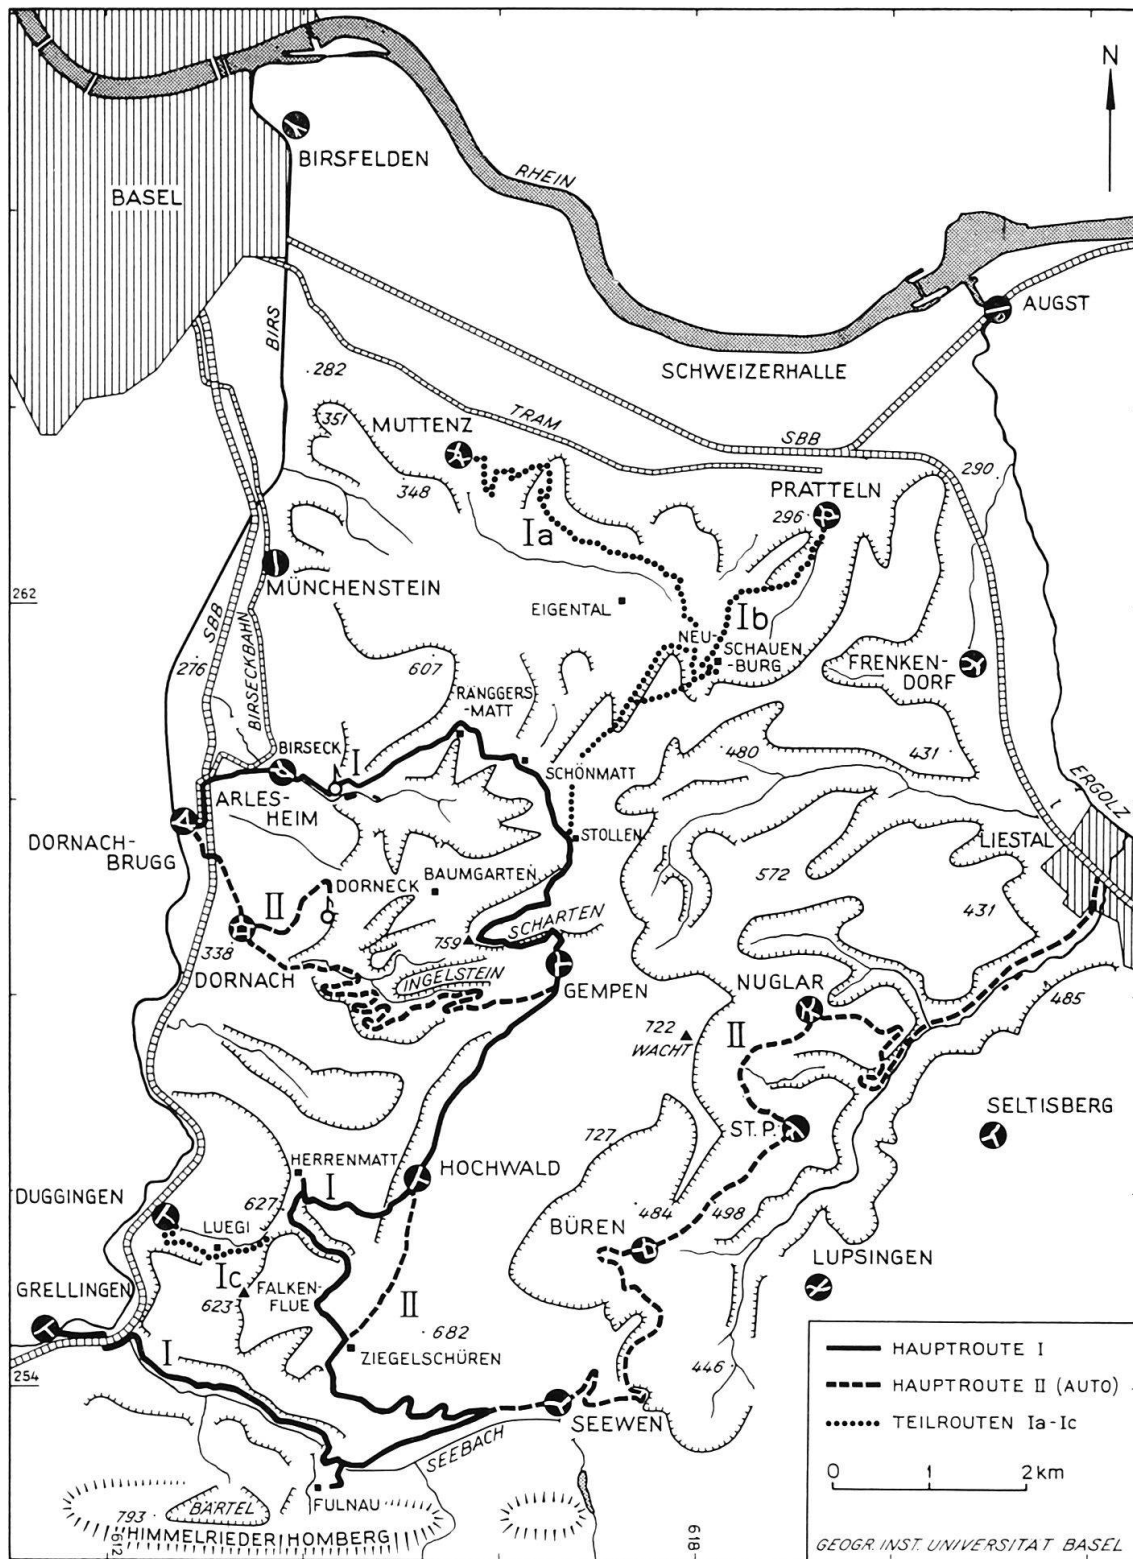 N
BIRSFELDEN
BASEL
RHEIN
BIRS
AUGST
SCHWEIZERHALLE
282
351
MUTTENZ
TRAM
SBB
290
348
PRATTELN
296
Ia
MÜNCHENSTEIN
262
SBB
EIGENTAL
Ib
NEU-
SCHAUEN
-BURG
FRENKEN-
DORF
276
BIRSECKBAHN
607
RANGGERS
-MATT
BIRSECK
I
480
431
SCHÖNMATT
ERGOLZ
ARLES-
HEIM
DORNACH-
BRUGG
STOLLEN
LIESTAL
II
DORNECK
BAUMGARTEN
572
431
SCHARTEN
338
759
DORNACH
INGELSTEIN
GEMPEN
NUGLAR
485
722
WACHT
II
SELTISBERG
ST.P.
727
HERRENMATT
HOCHWALD
I
DUGGINGEN
627
LUEGI
484
498
BÜREN
LUPSINGEN
Ic
GRELLINGEN
623
FALKEN-
FLUE
II
I
682
ZIEGELSCHÜREN
446
254
SEEWEN
SEEBACH
FULNAU
793
BÄRTEL
HIMMELRIEDER HOMBERG
612
618
HAUPTROUTE I
HAUPTROUTE II (AUTO)
TEILROUTEN Ia-Ic
0 1 2 km
GEOGR. INST. UNIVERSITÄT BASEL